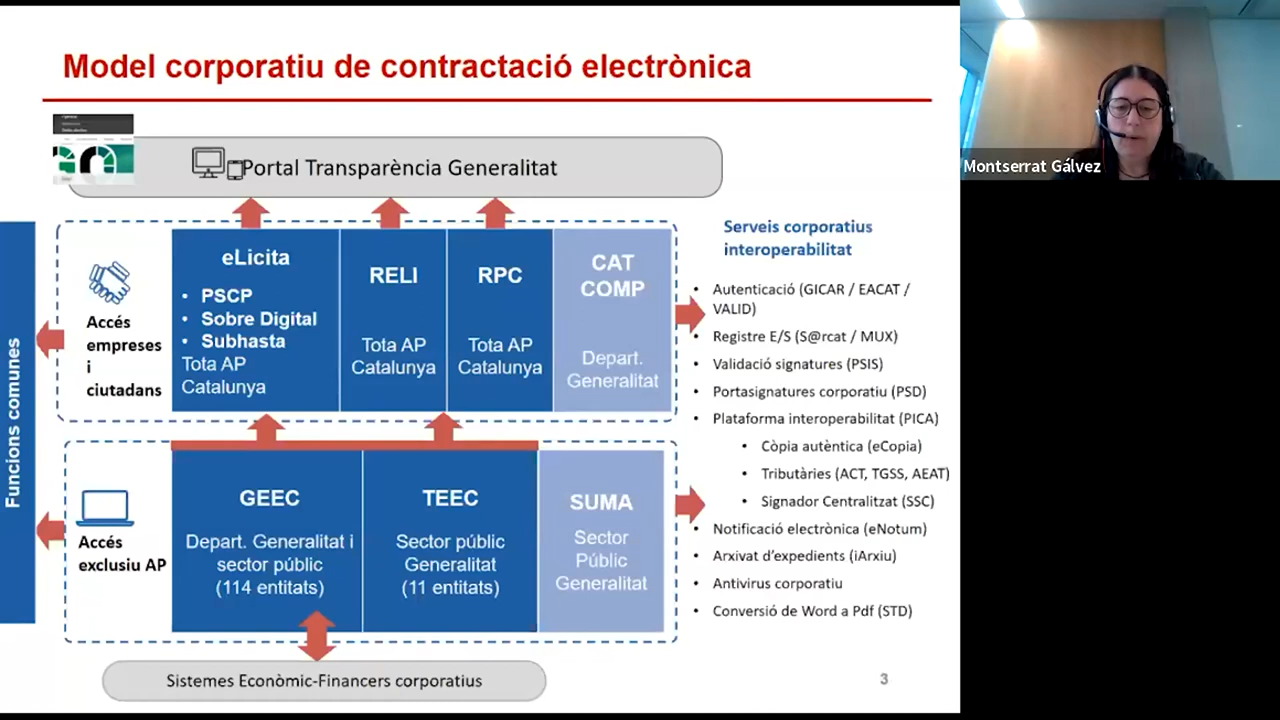 Model corporatiu de contractació electrònica
Portal Transparència Generalitat
Montserrat Gálvez
Funcions comunes
Accés
empreses
i
ciutadans
eLicita
• PSCP
• Sobre Digital
• Subhasta
Tota AP
Catalunya
RELI
Tota AP
Catalunya
RPC
Tota AP
Catalunya
CAT
COMP
Depart.
Generalitat
Accés
exclusiu AP
GEEC
Depart. Generalitat i
sector públic
(114 entitats)
TEEC
Sector públic
Generalitat
(11 entitats)
SUMA
Sector
Públic
Generalitat
Sistemes Econòmic-Financers corporatius
Serveis corporatius
interoperabilitat
• Autenticació (GICAR / EACAT /
VALID)
• Registre E/S (S@rcat / MUX)
• Validació signatures (PSIS)
• Portasignatures corporatiu (PSD)
• Plataforma interoperabilitat (PICA)
• Còpia autèntica (eCopia)
• Tributàries (ACT, TGSS, AEAT)
• Signador Centralitzat (SSC)
• Notificació electrònica (eNotum)
• Arxivat d'expedients (iArxiu)
• Antivirus corporatiu
• Conversió de Word a Pdf (STD)
3